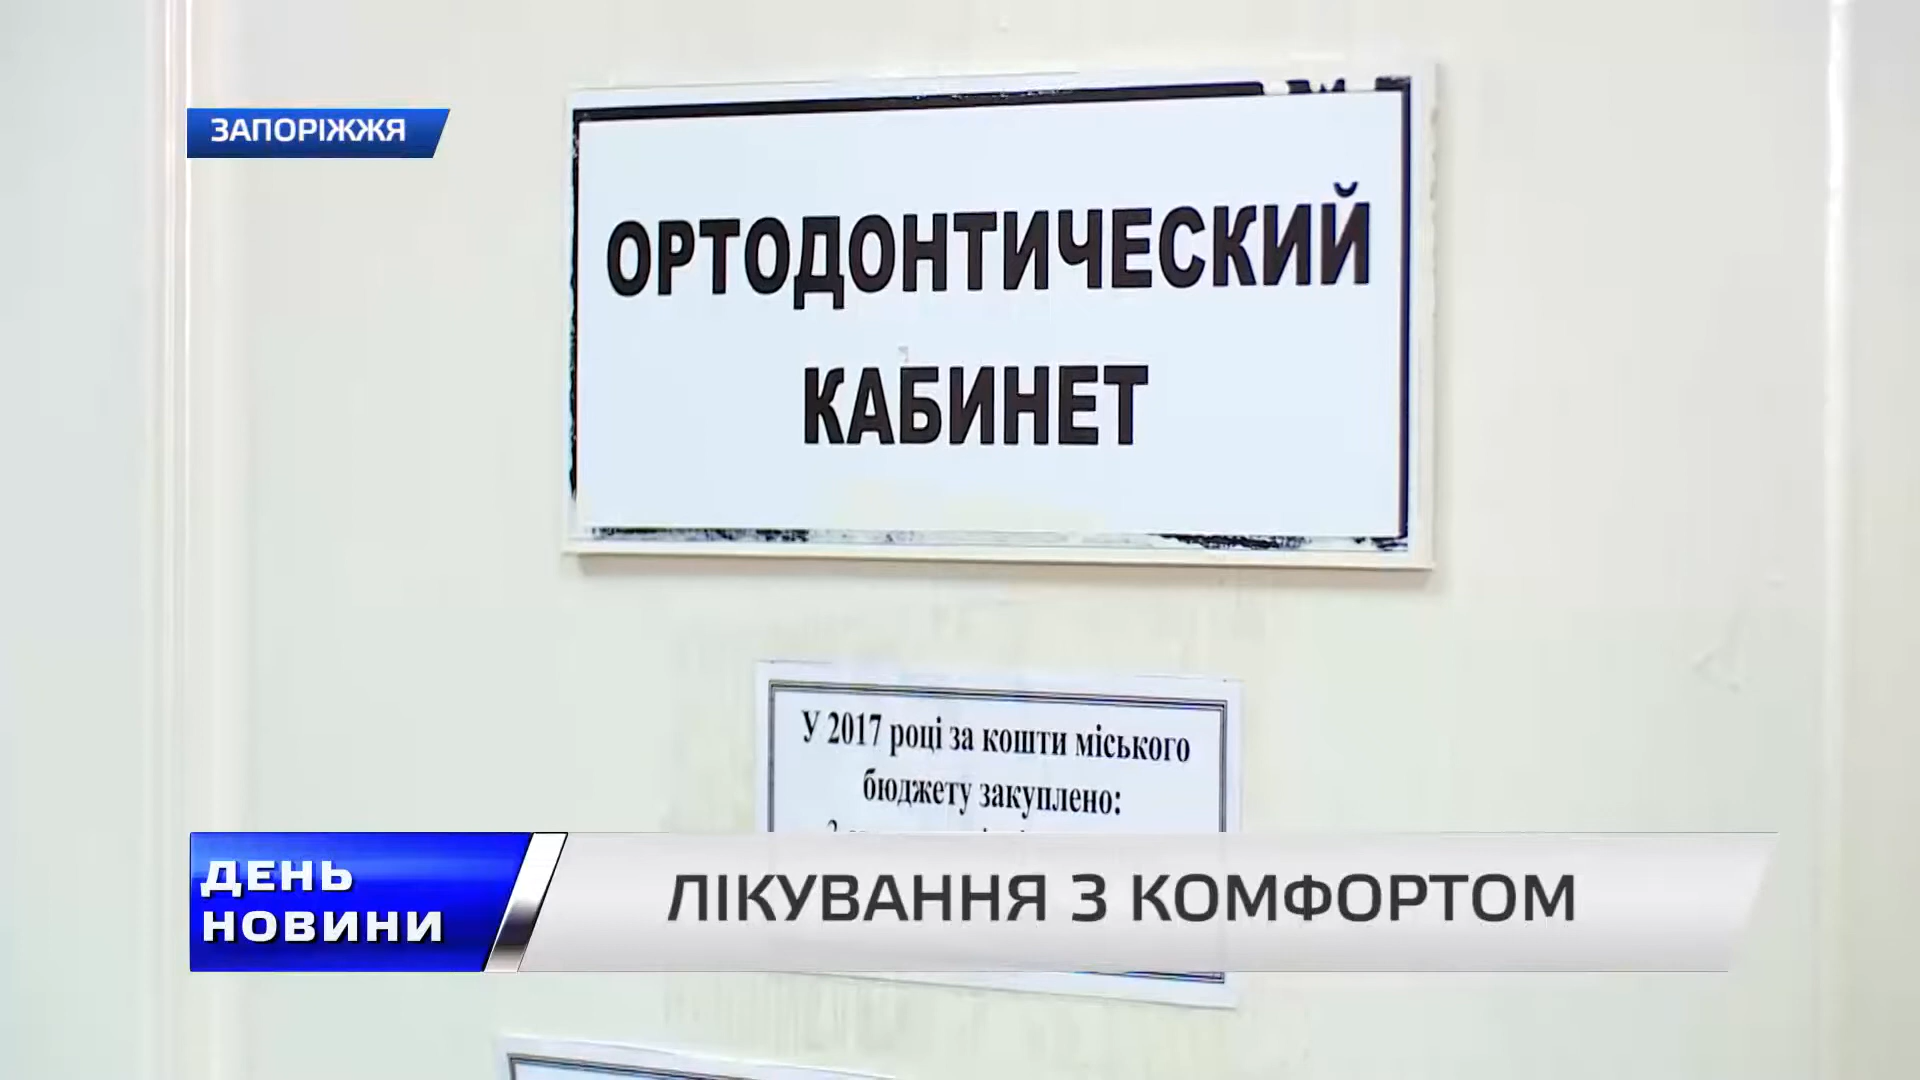 ЗАПОРІЖЖЯ
ОРТОДОНТИЧЕСКИЙ
КАБИНЕТ
У 2017 році за кошти міського
бюджету закуплено:
ДЕНЬ
НОВИНИ
ЛІКУВАННЯ З КОМФОРТОМ